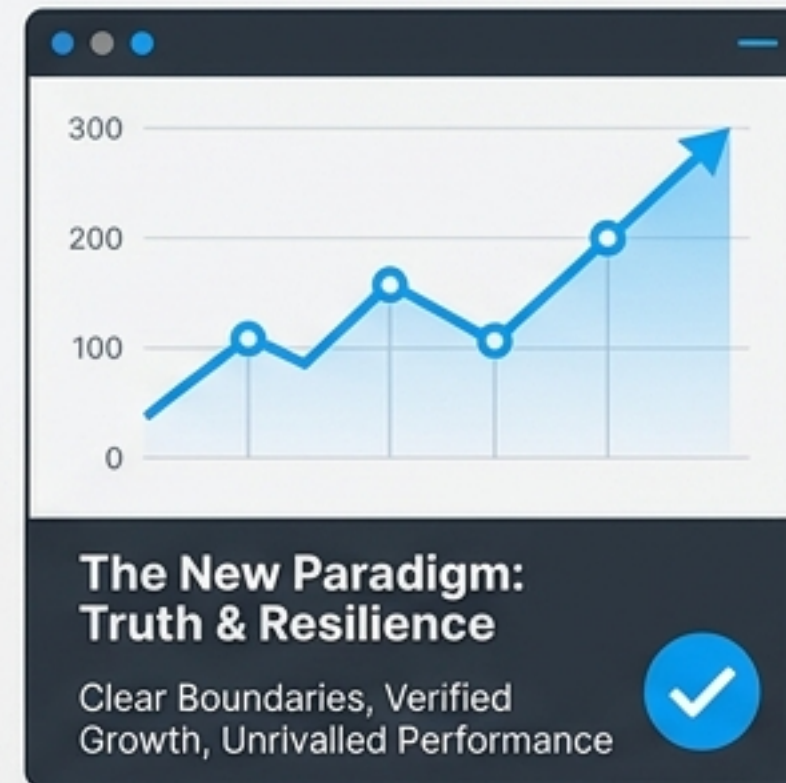 300
200
100
0
The New Paradigm:
Truth & Resilience
Clear Boundaries, Verified
Growth, Unrivalled Performance